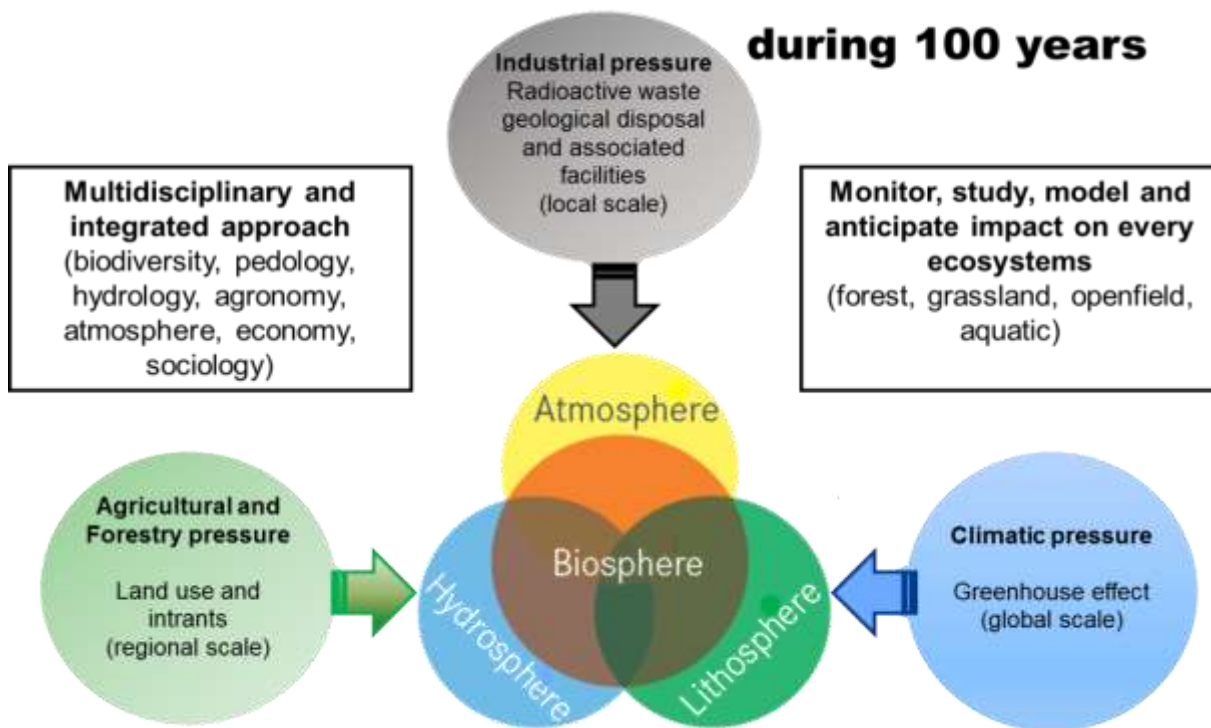 during 100 years
Industrial pressure
Radioactive waste
geological disposal
and associated
facilities
(local scale)
Multidisciplinary and
integrated approach
(biodiversity, pedology,
hydrology, agronomy,
atmosphere, economy,
sociology)
Monitor, study, model and
anticipate impact on every
ecosystems
(forest, grassland, openfield,
aquatic)
Atmosphere
Biosphere
Hydrosphere
Lithosphere
Agricultural and
Forestry pressure
Land use and
intrants
(regional scale)
Climatic pressure
Greenhouse effect
(global scale)